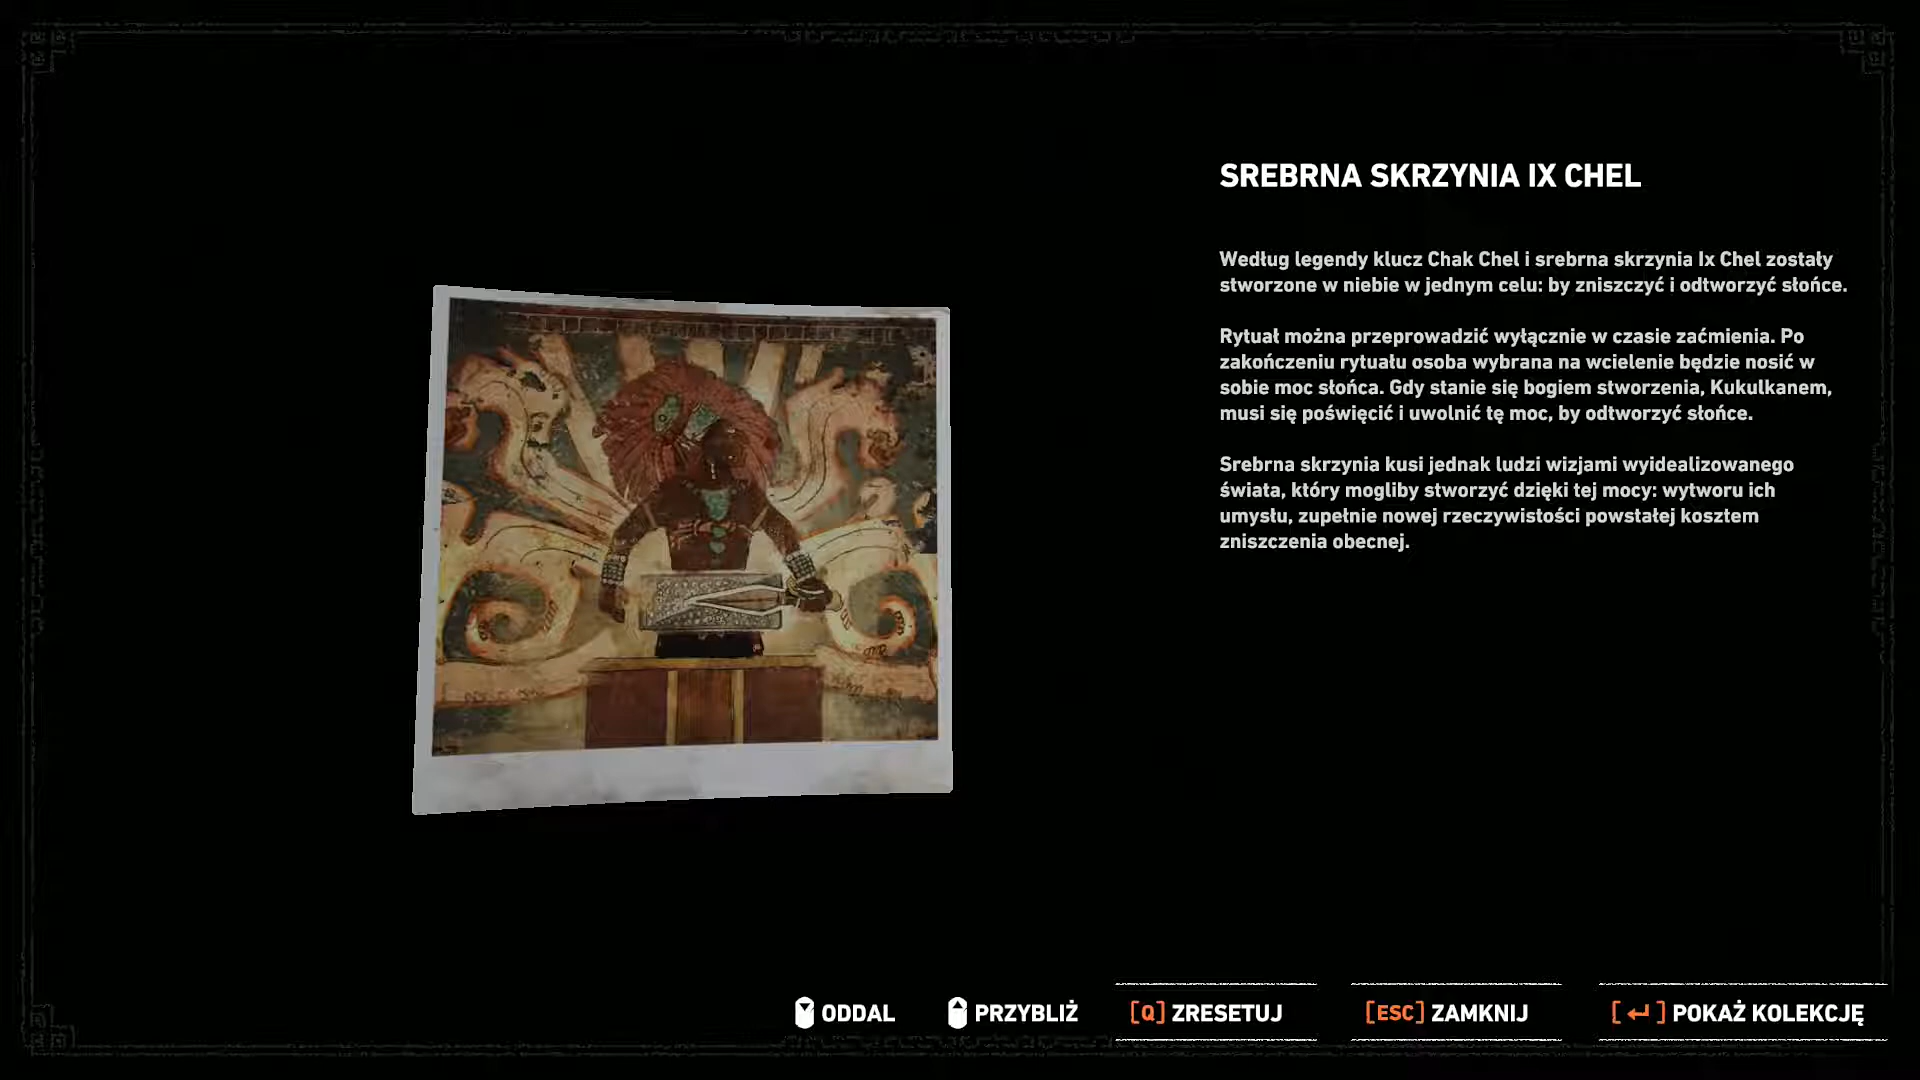 SREBRNA SKRZYNIA IX CHEL
Według legendy klucz Chak Chel i srebrna skrzynia Ix Chel zostały
stworzone w niebie w jednym celu: by zniszczyć i odtworzyć słońce.
Rytuał można przeprowadzić wyłącznie w czasie zaćmienia. Po
zakończeniu rytuału osoba wybrana na wcielenie będzie nosić w
sobie moc słońca. Gdy stanie się bogiem stworzenia, Kukulkanem,
musi się poświęcić i uwolnić tę moc, by odtworzyć słońce.
Srebrna skrzynia kusi jednak ludzi wizjami wyidealizowanego
świata, który mogliby stworzyć dzięki tej mocy: wytworu ich
umysłu, zupełnie nowej rzeczywistości powstałej kosztem
zniszczenia obecnej.
ODDAL PRZYBLIŻ [Q] ZRESETUJ [ESC] ZAMKNIJ [↵] POKAŻ KOLEKCJĘ